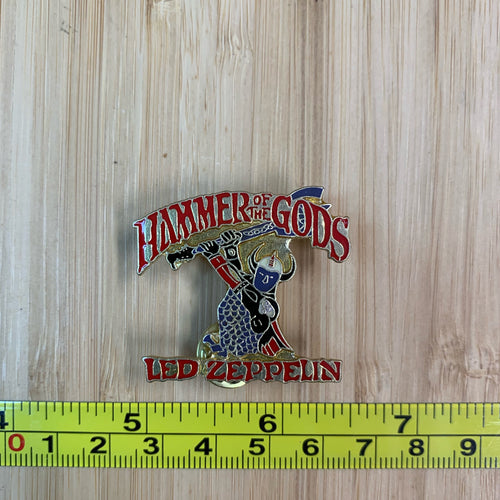 HAMMER OF THE GODS
LED ZEPPELIN
4 5 6 7
0 1 2 3 4 5 6 7 8 9